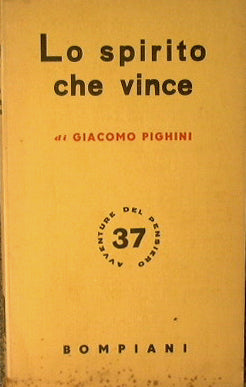 Lo spirito
che vince
di GIACOMO PIGHINI
AVVENTURE DEL PENSIERO
37
BOMPIANI